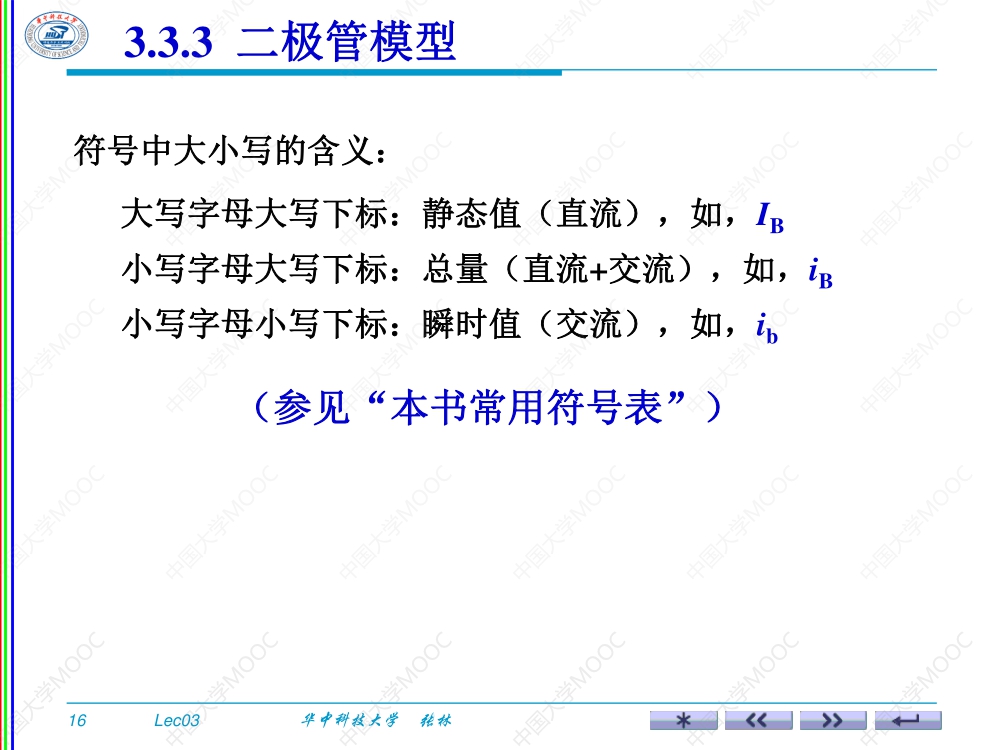 3.3.3 二极管模型
符号中大小写的含义：
大写字母大写下标：静态值（直流），如，I_B
小写字母大写下标：总量（直流+交流），如，i_B
小写字母小写下标：瞬时值（交流），如，i_b
（参见“本书常用符号表”）
16 Lec03 华中科技大学 张林
中国大学MOOC